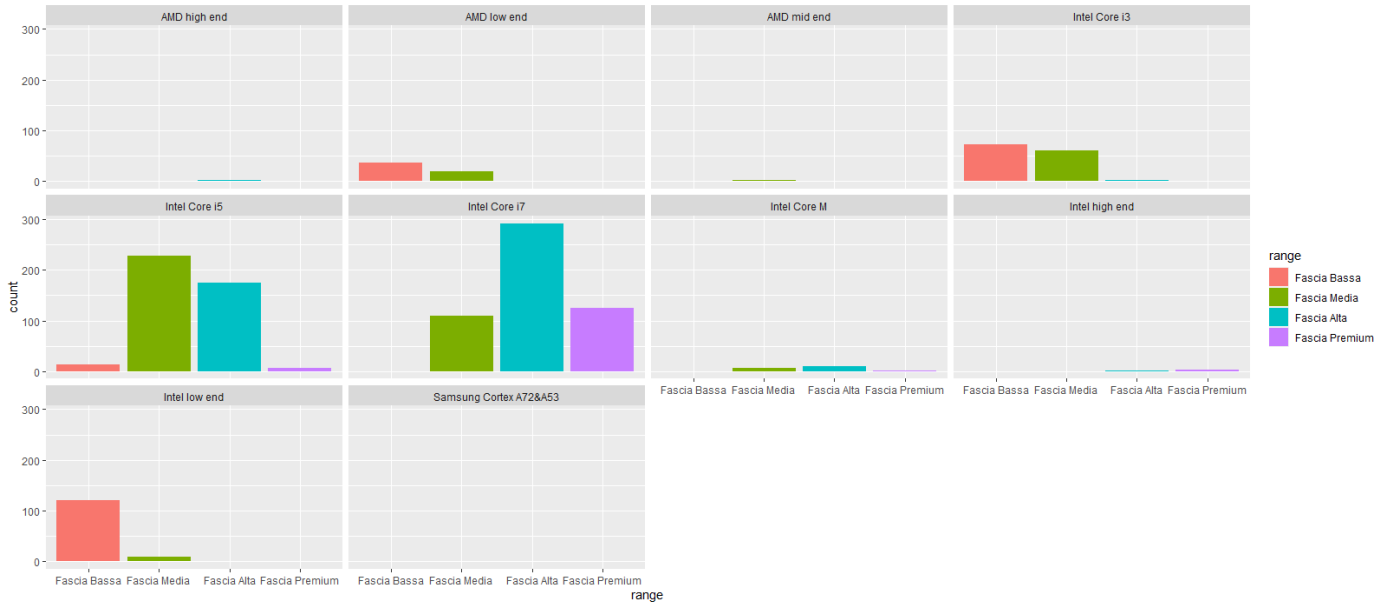 AMD high end
AMD low end
AMD mid end
Intel Core i3
300
200
100
0
Intel Core i5
Intel Core i7
Intel Core M
Intel high end
300
200
100
0
count
Fascia Bassa Fascia Media Fascia Alta Fascia Premium
Fascia Bassa Fascia Media Fascia Alta Fascia Premium
Intel low end
Samsung Cortex A72&A53
300
200
100
0
Fascia Bassa Fascia Media Fascia Alta Fascia Premium
Fascia Bassa Fascia Media Fascia Alta Fascia Premium
range
range
Fascia Bassa
Fascia Media
Fascia Alta
Fascia Premium